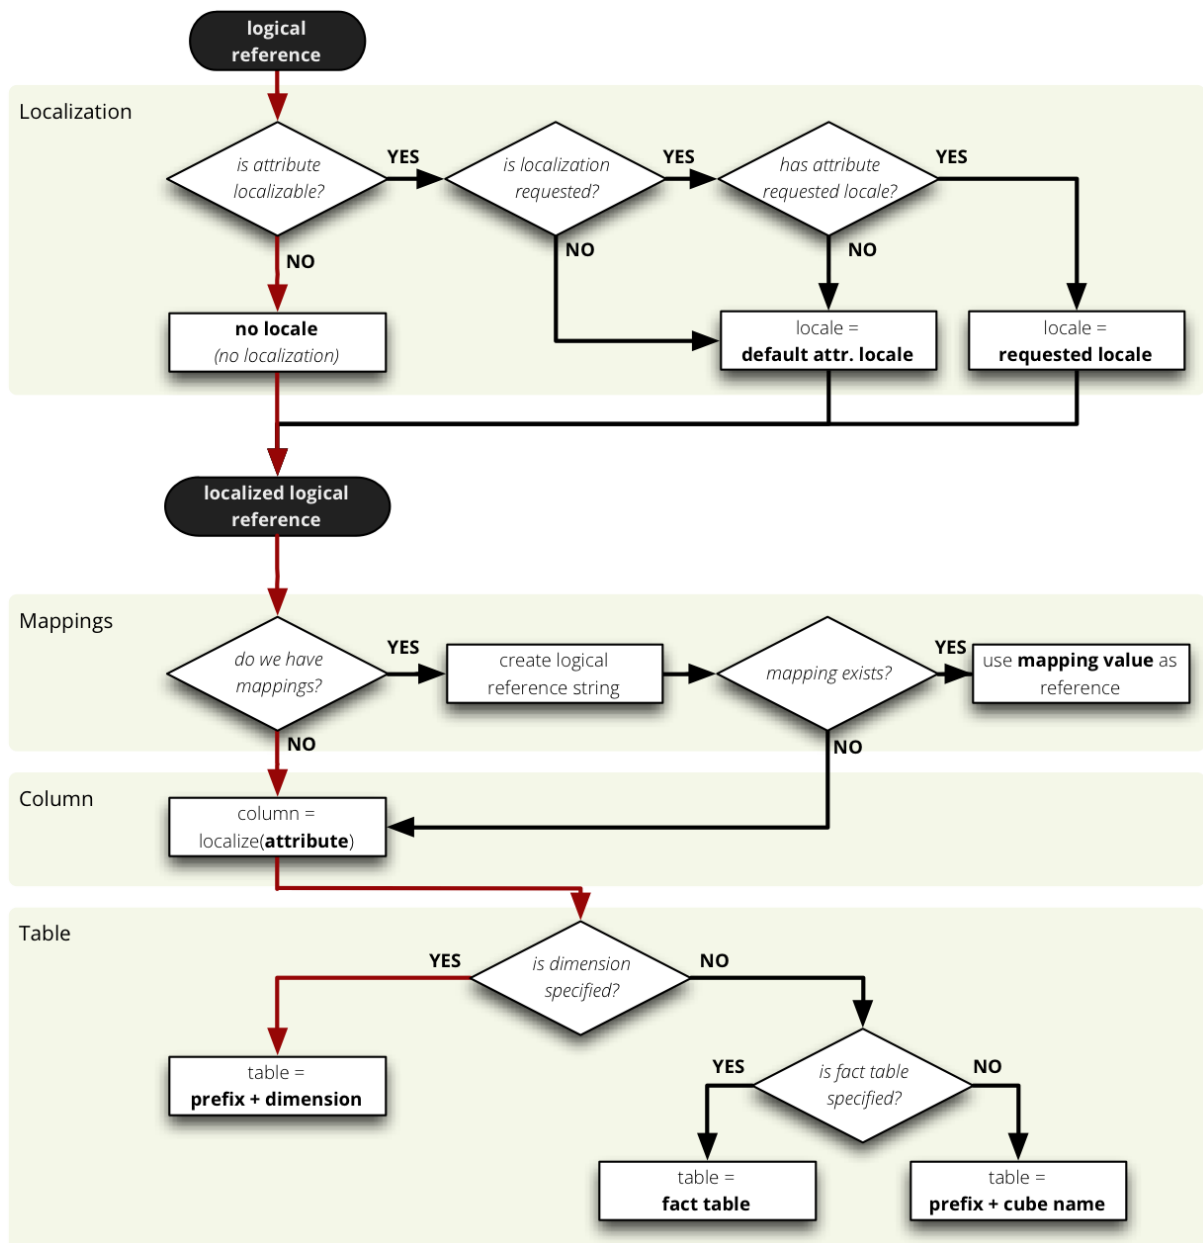 logical
reference
Localization
is attribute
localizable?
YES
is localization
requested?
YES
has attribute
requested locale?
YES
NO
NO
NO
no locale
(no localization)
locale =
default attr. locale
locale =
requested locale
localized logical
reference
Mappings
do we have
mappings?
YES
create logical
reference string
mapping exists?
YES
use mapping value as
reference
NO
NO
Column
column =
localize(attribute)
Table
YES
is dimension
specified?
NO
table =
prefix + dimension
YES
is fact table
specified?
NO
table =
fact table
table =
prefix + cube name